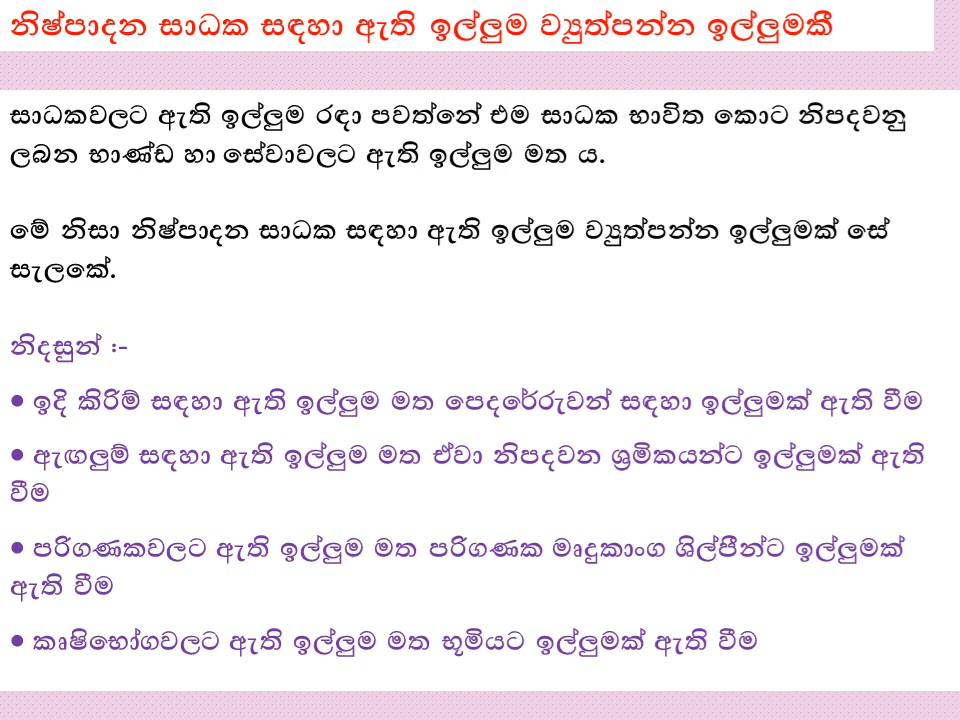 නිෂ්පාදන සාධක සඳහා ඇති ඉල්ලුම ව්‍යුත්පන්න ඉල්ලුමකී
සාධකවලට ඇති ඉල්ලුම රඳා පවත්නේ එම සාධක භාවිත කොට නිපදවනු
ලබන භාණ්ඩ හා සේවාවලට ඇති ඉල්ලුම මත ය.
මේ නිසා නිෂ්පාදන සාධක සඳහා ඇති ඉල්ලුම ව්‍යුත්පන්න ඉල්ලුමක් සේ
සැලකේ.
නිදසුන් :-
• ඉදි කිරිම් සඳහා ඇති ඉල්ලුම මත පෙදරේරුවන් සඳහා ඉල්ලුමක් ඇති වීම
• ඇඟලුම් සඳහා ඇති ඉල්ලුම මත ඒවා නිපදවන ශ්‍රමිකයන්ට ඉල්ලුමක් ඇති
වීම
• පරිගණකවලට ඇති ඉල්ලුම මත පරිගණක මෘදුකාංග ශිල්පීන්ට ඉල්ලුමක්
ඇති වීම
• කෘෂිභෝගවලට ඇති ඉල්ලුම මත භූමියට ඉල්ලුමක් ඇති වීම